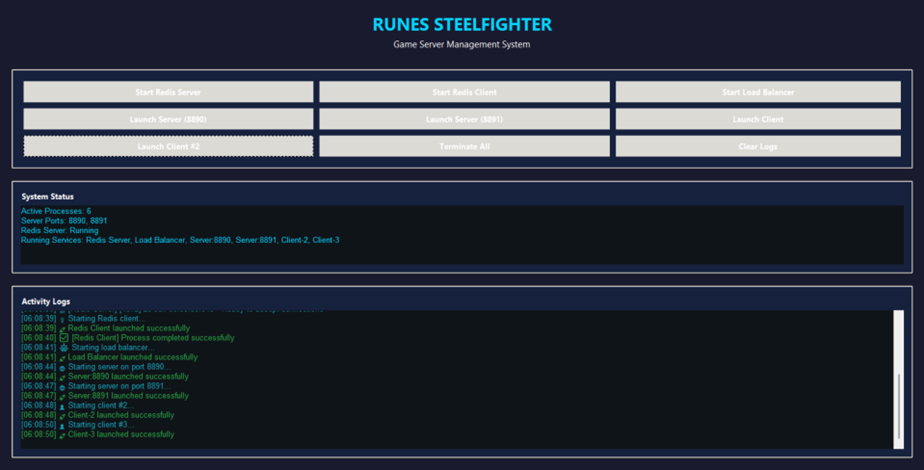 RUNES STEELFIGHTER
Game Server Management System
Start Redis Server
Start Redis Client
Start Load Balancer
Launch Server (8890)
Launch Server (8891)
Launch Client
Launch Client #2
Terminate All
Clear Logs
System Status
Active Processes: 6
Server Ports: 8890, 8891
Redis Server: Running
Running Services: Redis Server, Load Balancer, Server:8890, Server:8891, Client-2, Client-3
Activity Logs
[06:08:39] Starting Redis client...
[06:08:39] Redis Client launched successfully
[06:08:40] [Redis Client] Process completed successfully
[06:08:41] Starting load balancer...
[06:08:41] Load Balancer launched successfully
[06:08:44] Starting server on port 8890...
[06:08:44] Server:8890 launched successfully
[06:08:47] Starting server on port 8891...
[06:08:47] Server:8891 launched successfully
[06:08:48] Starting client #2...
[06:08:48] Client-2 launched successfully
[06:08:50] Starting client #3...
[06:08:50] Client-3 launched successfully